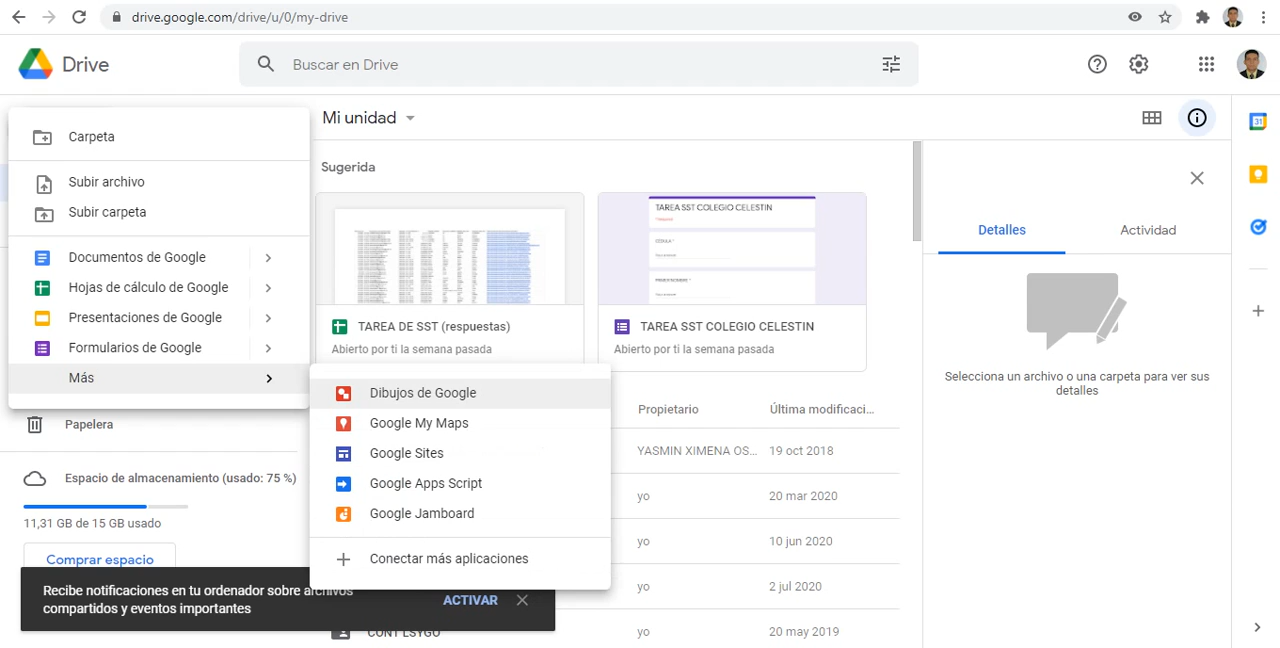 drive.google.com/drive/u/0/my-drive
Drive
Buscar en Drive
Carpeta
Subir archivo
Subir carpeta
Documentos de Google
Hojas de cálculo de Google
Presentaciones de Google
Formularios de Google
Más
Papelera
Espacio de almacenamiento (usado: 75 %)
11,31 GB de 15 GB usado
Comprar espacio
Recibe notificaciones en tu ordenador sobre archivos
compartidos y eventos importantes
ACTIVAR
Dibujos de Google
Google My Maps
Google Sites
Google Apps Script
Google Jamboard
Conectar más aplicaciones
Mi unidad
Sugerida
TAREA SST COLEGIO CELESTIN
TAREA DE SST (respuestas)
Abierto por ti la semana pasada
TAREA SST COLEGIO CELESTIN
Abierto por ti la semana pasada
Propietario
Última modificaci...
YASMIN XIMENA OS...
19 oct 2018
yo
20 mar 2020
yo
10 jun 2020
yo
2 jul 2020
yo
20 may 2019
Detalles
Actividad
Selecciona un archivo o una carpeta para ver sus
detalles
31